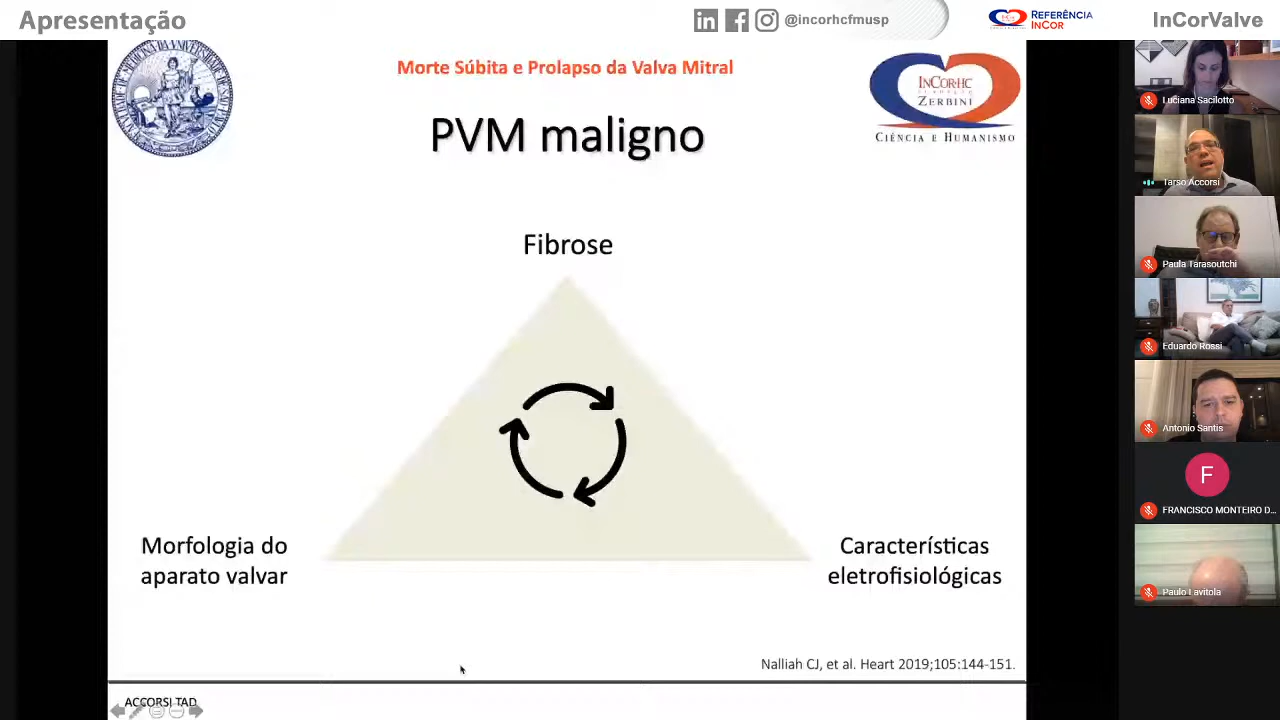 Apresentação
@incorhcfmusp
REFERÊNCIA
INCOR
InCorValve
Morte Súbita e Prolapso da Valva Mitral
INCOR·HC
ZERBINI
CIÊNCIA E HUMANISMO
PVM maligno
Fibrose
Morfologia do
aparato valvar
Características
eletrofisiológicas
Nalliah CJ, et al. Heart 2019;105:144-151.
ACCORSI TAD
Luciana Sacilotto
Tarso Accorsi
Paula Tarasoutchi
Eduardo Rossi
Antonio Santis
F
FRANCISCO MONTEIRO D...
Paulo Lavitola